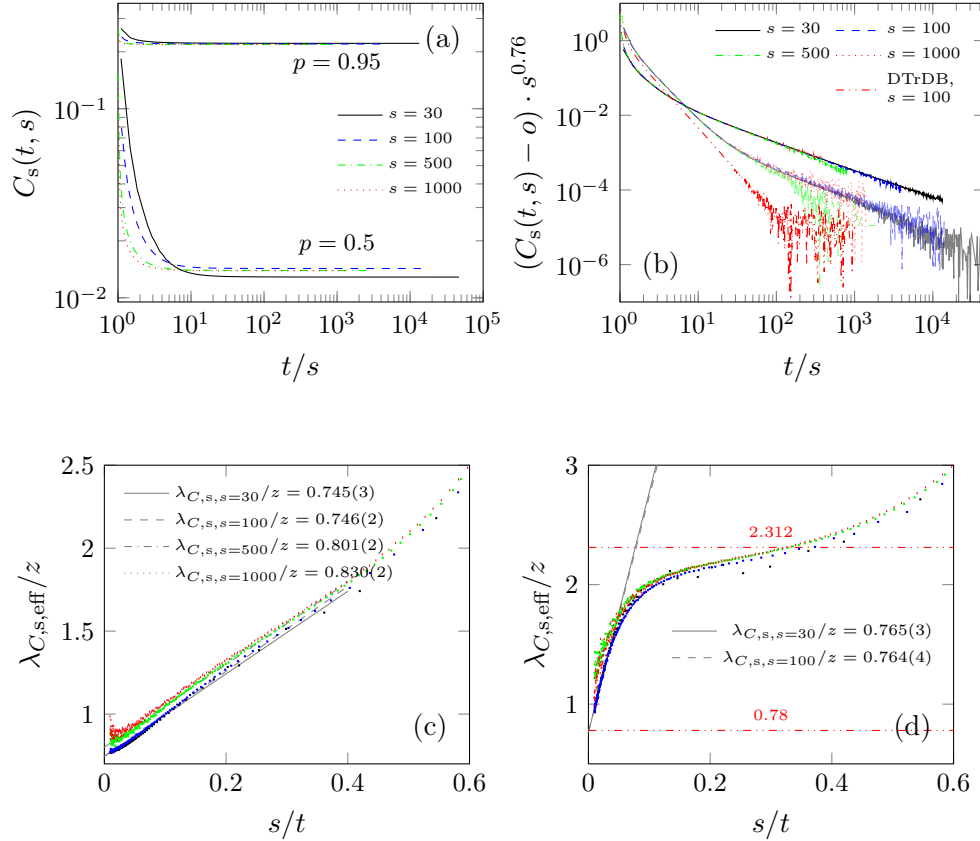 C_s(t, s)
10^{-1}
10^{-2}
(a)
p = 0.95
s = 30
s = 100
s = 500
s = 1000
p = 0.5
10^0 10^1 10^2 10^3 10^4 10^5
t/s
(C_s(t, s) − o) · s^{0.76}
10^0
10^{-2}
10^{-4}
10^{-6}
s = 30 s = 100
s = 500 s = 1000
DTrDB,
s = 100
(b)
10^0 10^1 10^2 10^3 10^4
t/s
λ_{C,s,eff}/z
2.5
2
1.5
1
λ_{C,s,s=30}/z = 0.745(3)
λ_{C,s,s=100}/z = 0.746(2)
λ_{C,s,s=500}/z = 0.801(2)
λ_{C,s,s=1000}/z = 0.830(2)
(c)
0 0.2 0.4 0.6
s/t
λ_{C,s,eff}/z
3
2
1
2.312
λ_{C,s,s=30}/z = 0.765(3)
λ_{C,s,s=100}/z = 0.764(4)
0.78
(d)
0 0.2 0.4 0.6
s/t